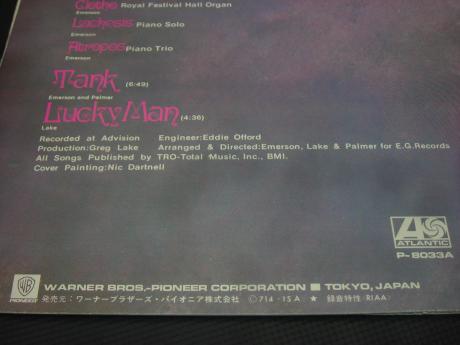 Clotho Royal Festival Hall Organ
Emerson
Lachesis Piano Solo
Emerson
Atropos Piano Trio
Emerson
Tank (6:49)
Emerson and Palmer
Lucky Man (4:36)
Lake
Recorded at Advision Engineer:Eddie Offord
Production:Greg Lake Arranged & Directed:Emerson, Lake & Palmer for E.G.Records
All Songs Published by TRO-Total Music, Inc., BMI.
Cover Painting:Nic Dartnell
ATLANTIC
P-8033A
WB
PIONEER
WARNER BROS.-PIONEER CORPORATION ■ TOKYO, JAPAN
発売元：ワーナーブラザーズ・パイオニア株式会社 Ⓒ714・ISA ★ 録音特性〈RIAA〉